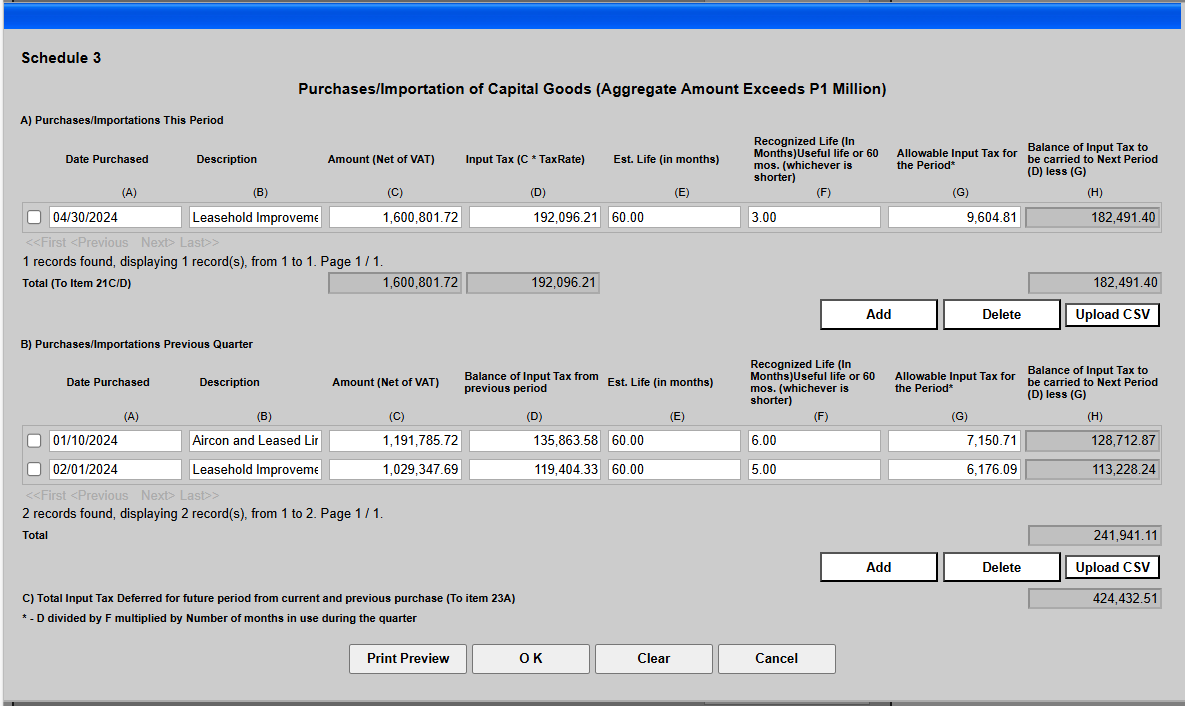 Schedule 3
Purchases/Importation of Capital Goods (Aggregate Amount Exceeds P1 Million)
A) Purchases/Importations This Period
Date Purchased Description Amount (Net of VAT) Input Tax (C * TaxRate) Est. Life (in months) Recognized Life (In Months)Useful life or 60 mos. (whichever is shorter) Allowable Input Tax for the Period* Balance of Input Tax to be carried to Next Period (D) less (G)
(A) (B) (C) (D) (E) (F) (G) (H)
04/30/2024 Leasehold Improveme 1,600,801.72 192,096.21 60.00 3.00 9,604.81 182,491.40
<<First <Previous Next> Last>>
1 records found, displaying 1 record(s), from 1 to 1. Page 1 / 1.
Total (To Item 21C/D) 1,600,801.72 192,096.21 182,491.40
Add Delete Upload CSV
B) Purchases/Importations Previous Quarter
Date Purchased Description Amount (Net of VAT) Balance of Input Tax from previous period Est. Life (in months) Recognized Life (In Months)Useful life or 60 mos. (whichever is shorter) Allowable Input Tax for the Period* Balance of Input Tax to be carried to Next Period (D) less (G)
(A) (B) (C) (D) (E) (F) (G) (H)
01/10/2024 Aircon and Leased Lir 1,191,785.72 135,863.58 60.00 6.00 7,150.71 128,712.87
02/01/2024 Leasehold Improveme 1,029,347.69 119,404.33 60.00 5.00 6,176.09 113,228.24
<<First <Previous Next> Last>>
2 records found, displaying 2 record(s), from 1 to 2. Page 1 / 1.
Total 241,941.11
Add Delete Upload CSV
C) Total Input Tax Deferred for future period from current and previous purchase (To item 23A) 424,432.51
* - D divided by F multiplied by Number of months in use during the quarter
Print Preview O K Clear Cancel